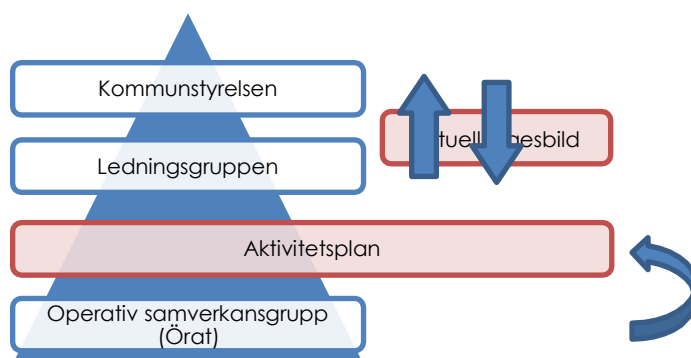 Kommunstyrelsen
Ledningsgruppen
Aktivitetsplan
Operativ samverkansgrupp
(Örat)